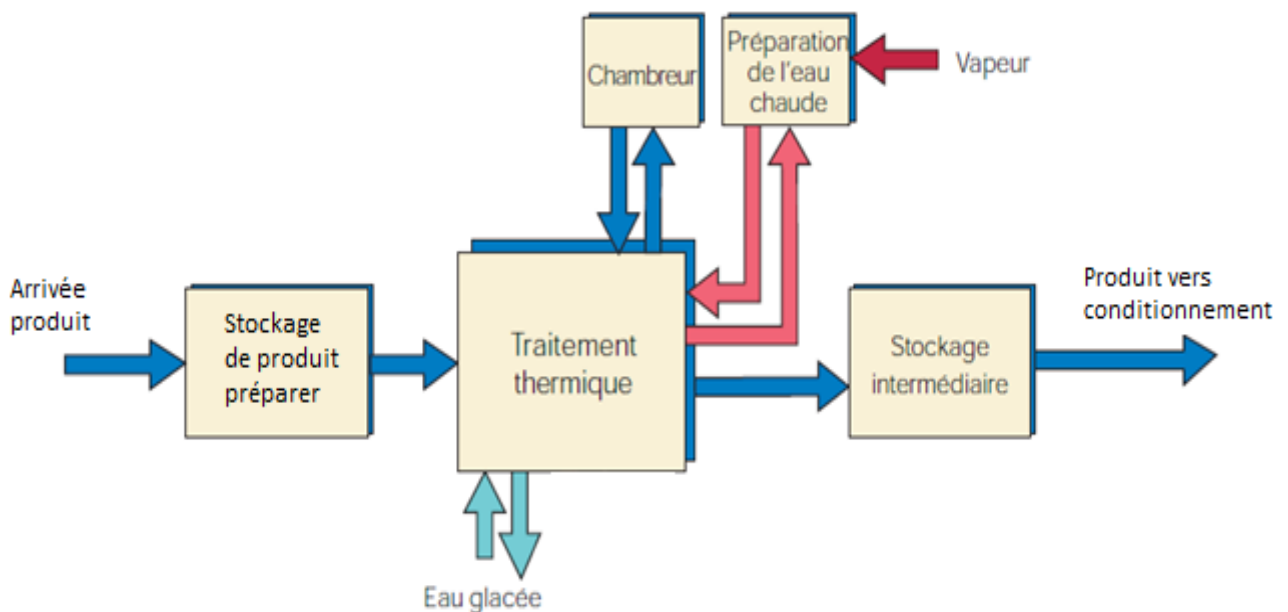 Chambreur
Préparation
de l'eau
chaude
Vapeur
Arrivée
produit
Stockage
de produit
préparer
Traitement
thermique
Stockage
intermédiaire
Produit vers
conditionnement
Eau glacée